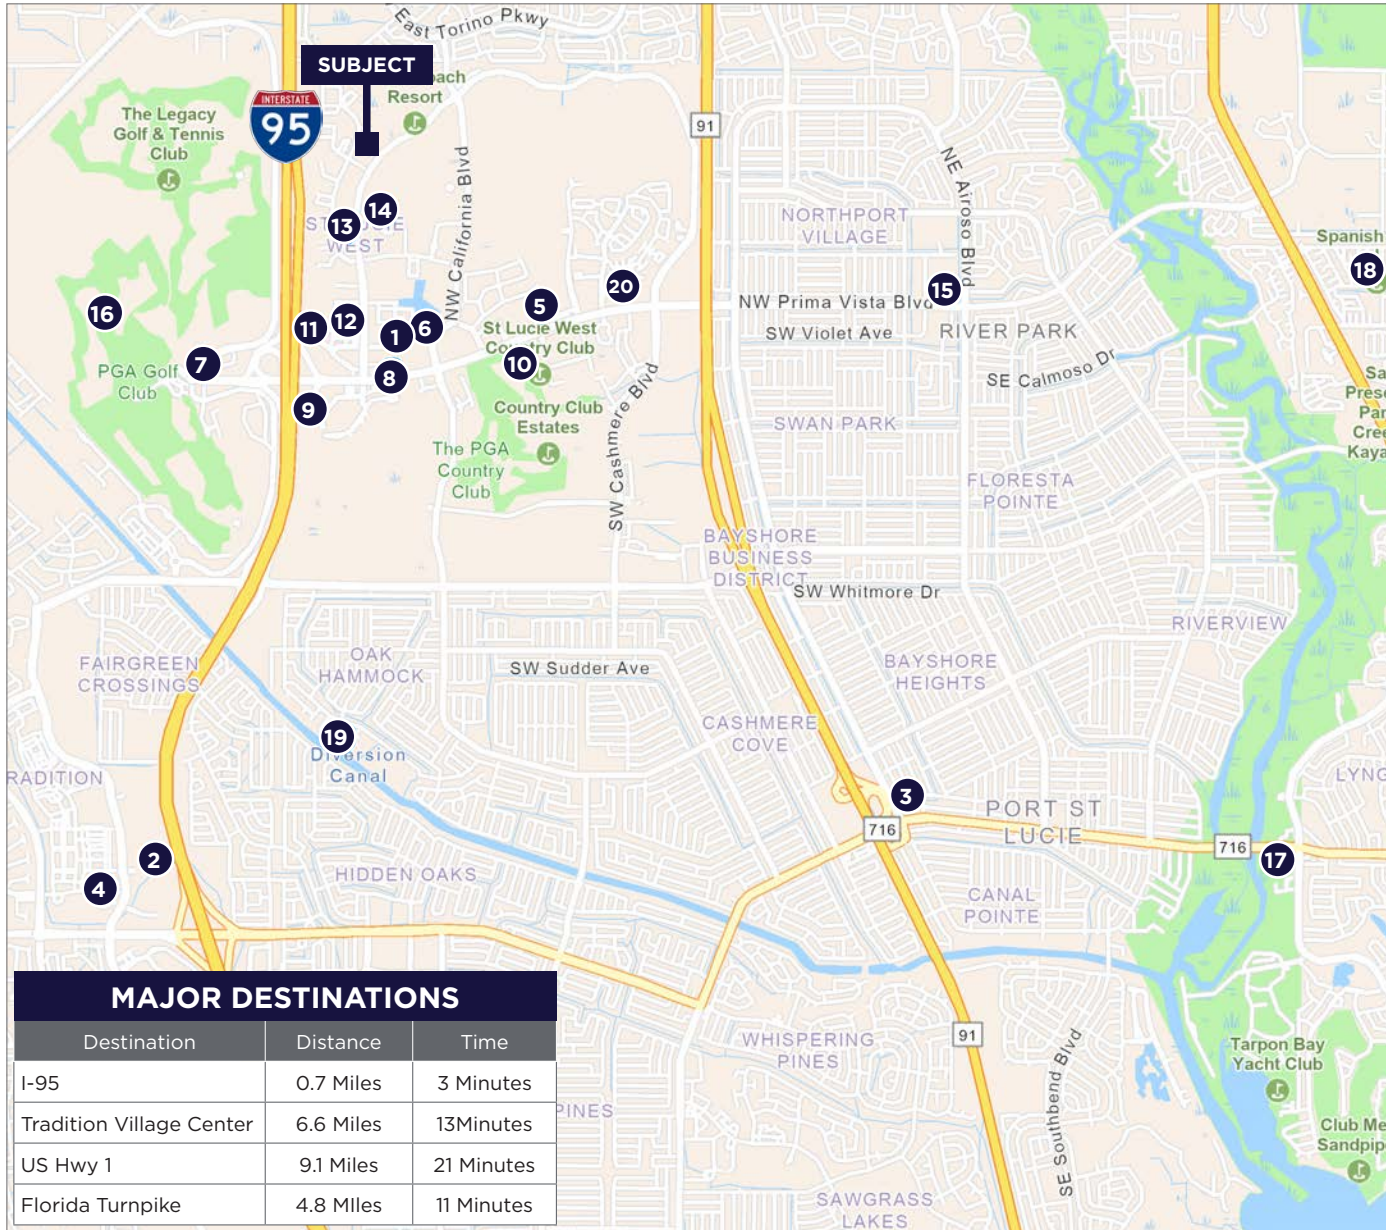 East Torino Pkwy
SUBJECT
Resort
The Legacy
Golf & Tennis
Club
INTERSTATE
95
91
NW California Blvd
NE Airoso Blvd
14
13
WEST
NORTHPORT
VILLAGE
Spanish
18
16
20
15
5
NW Prima Vista Blvd
11
12
1
6
St Lucie West
Country Club
SW Violet Ave
RIVER PARK
7
10
PGA Golf
Club
8
SE Calmoso Dr
9
Country Club
Estates
SW Cashmere Blvd
SWAN PARK
The PGA
Country
Club
FLORESTA
POINTE
BAYSHORE
BUSINESS
DISTRICT
SW Whitmore Dr
RIVERVIEW
FAIRGREEN
CROSSINGS
OAK
HAMMOCK
SW Sudder Ave
BAYSHORE
HEIGHTS
CASHMERE
COVE
19
Diversion
Canal
RADITION
LYNG
3
PORT ST
LUCIE
716
716
2
17
4
HIDDEN OAKS
CANAL
POINTE
MAJOR DESTINATIONS
Destination Distance Time
I-95 0.7 Miles 3 Minutes
Tradition Village Center 6.6 Miles 13Minutes
US Hwy 1 9.1 Miles 21 Minutes
Florida Turnpike 4.8 MIles 11 Minutes
WHISPERING
PINES
91
SE Southbend Blvd
Tarpon Bay
Yacht Club
PINES
Club Me
Sandpip
SAWGRASS
LAKES